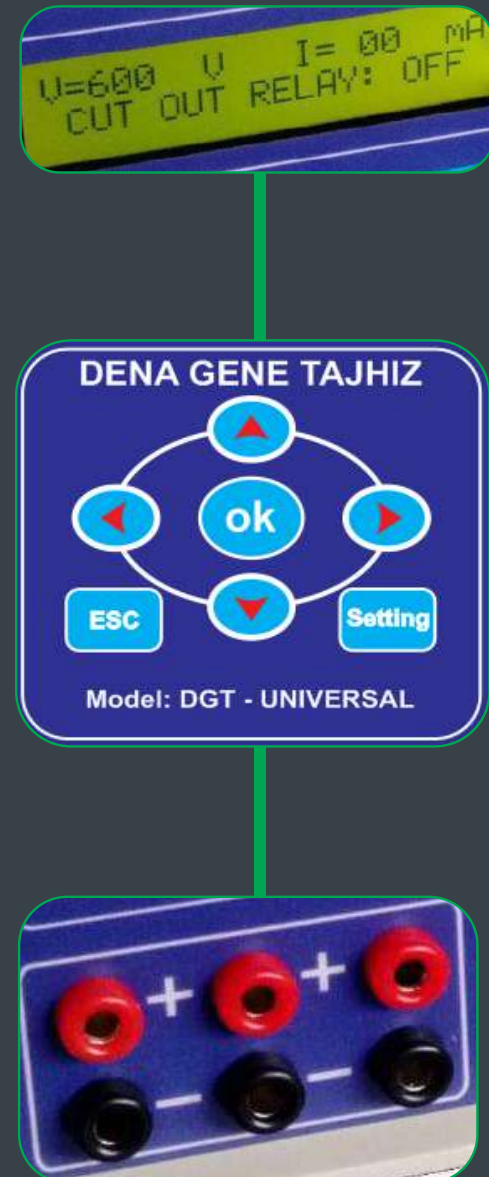 V=600 V I= 00 mA
CUT OUT RELAY: OFF
DENA GENE TAJHIZ
ok
ESC
Setting
Model: DGT - UNIVERSAL
+ +
- -